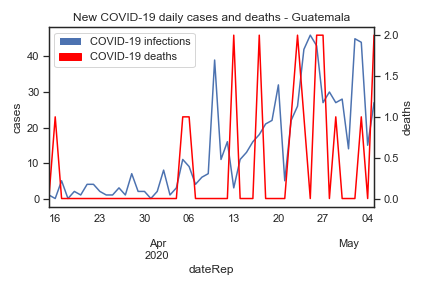 New COVID-19 daily cases and deaths - Guatemala
COVID-19 infections
COVID-19 deaths
40
30
20
10
0
cases
2.0
1.5
1.0
0.5
0.0
deaths
16 23 30 06 13 20 27 04
Apr May
2020
dateRep